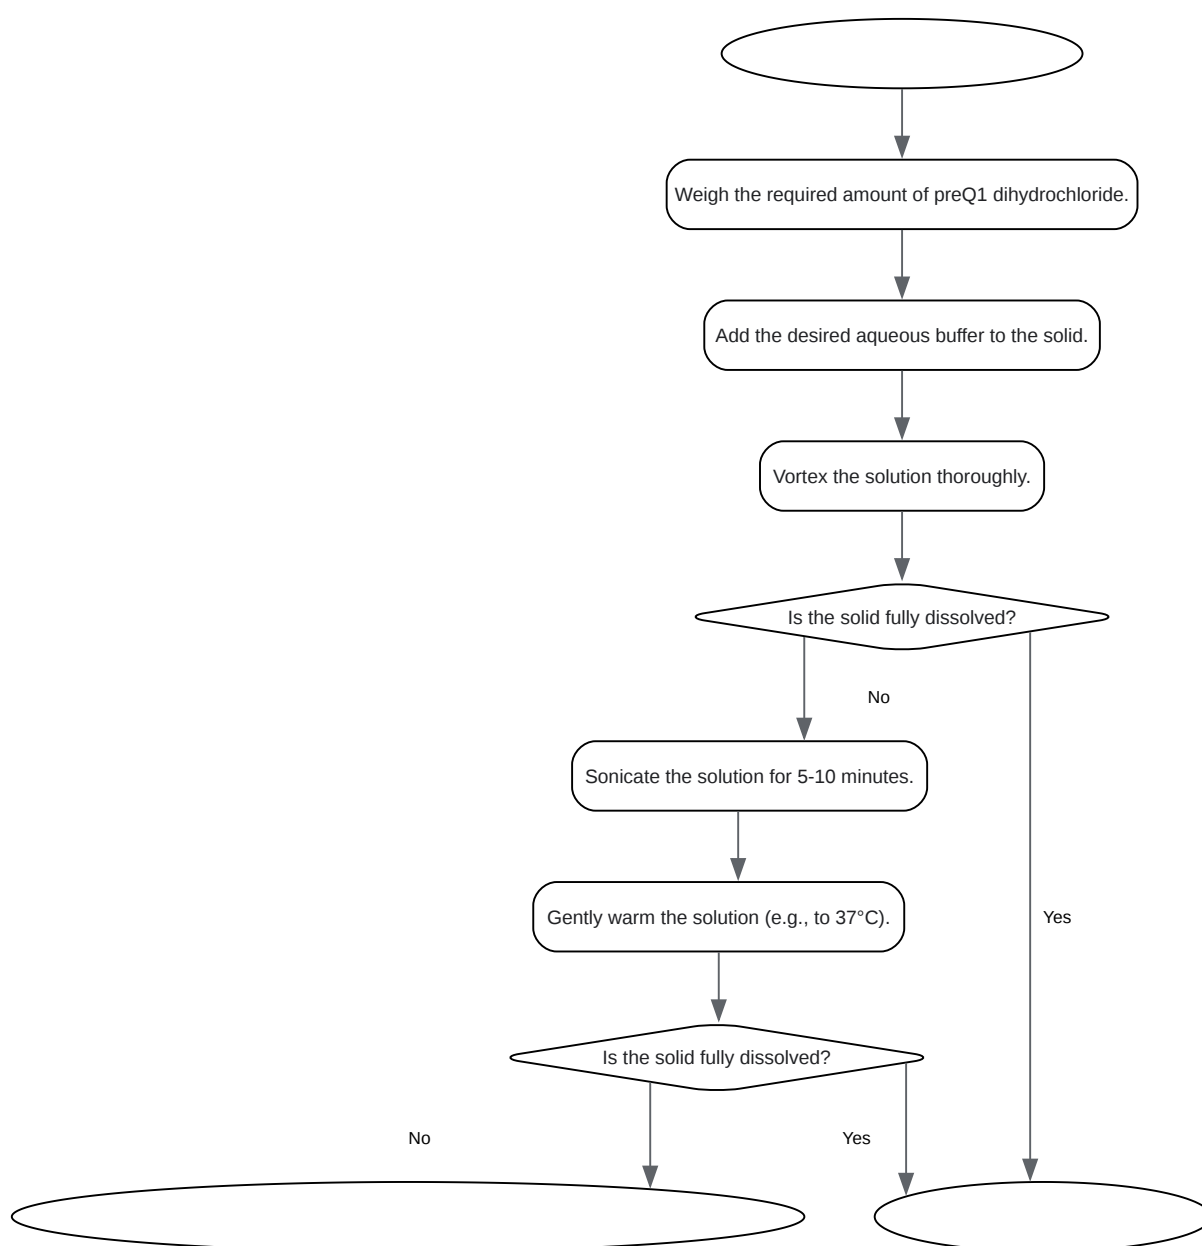 Weigh the required amount of preQ1 dihydrochloride.
Add the desired aqueous buffer to the solid.
Vortex the solution thoroughly.
Is the solid fully dissolved?
No
Sonicate the solution for 5-10 minutes.
Gently warm the solution (e.g., to 37°C).
Yes
Is the solid fully dissolved?
No
Yes